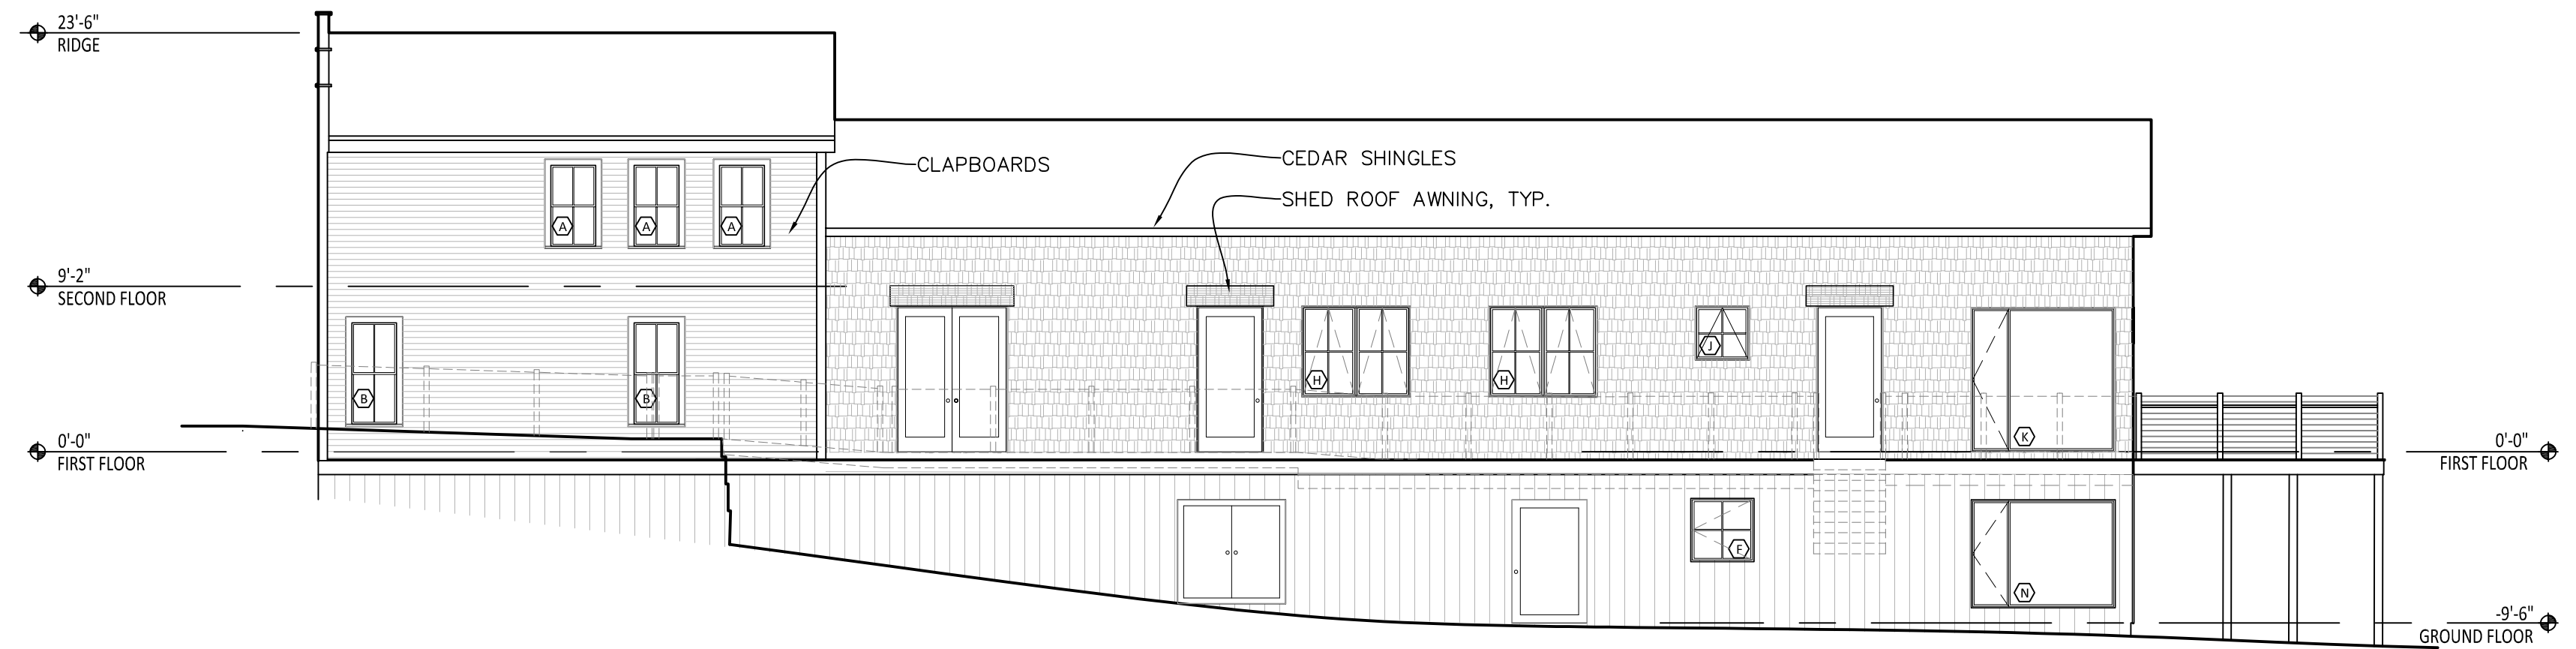 23'-6"
RIDGE
CLAPBOARDS
CEDAR SHINGLES
SHED ROOF AWNING, TYP.
A
A
A
9'-2"
SECOND FLOOR
J
H
H
B
B
K
0'-0"
FIRST FLOOR
0'-0"
FIRST FLOOR
F
N
-9'-6"
GROUND FLOOR